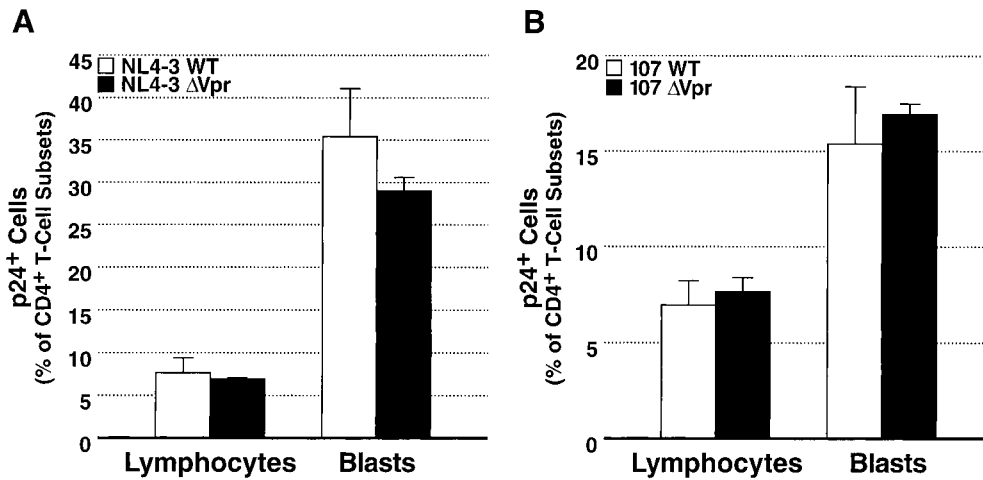 A
NL4-3 WT
NL4-3 ΔVpr
p24+ Cells
(% of CD4+ T-Cell Subsets)
45
40
35
30
25
20
15
10
5
0
Lymphocytes
Blasts
B
107 WT
107 ΔVpr
p24+ Cells
(% of CD4+ T-Cell Subsets)
20
15
10
5
0
Lymphocytes
Blasts